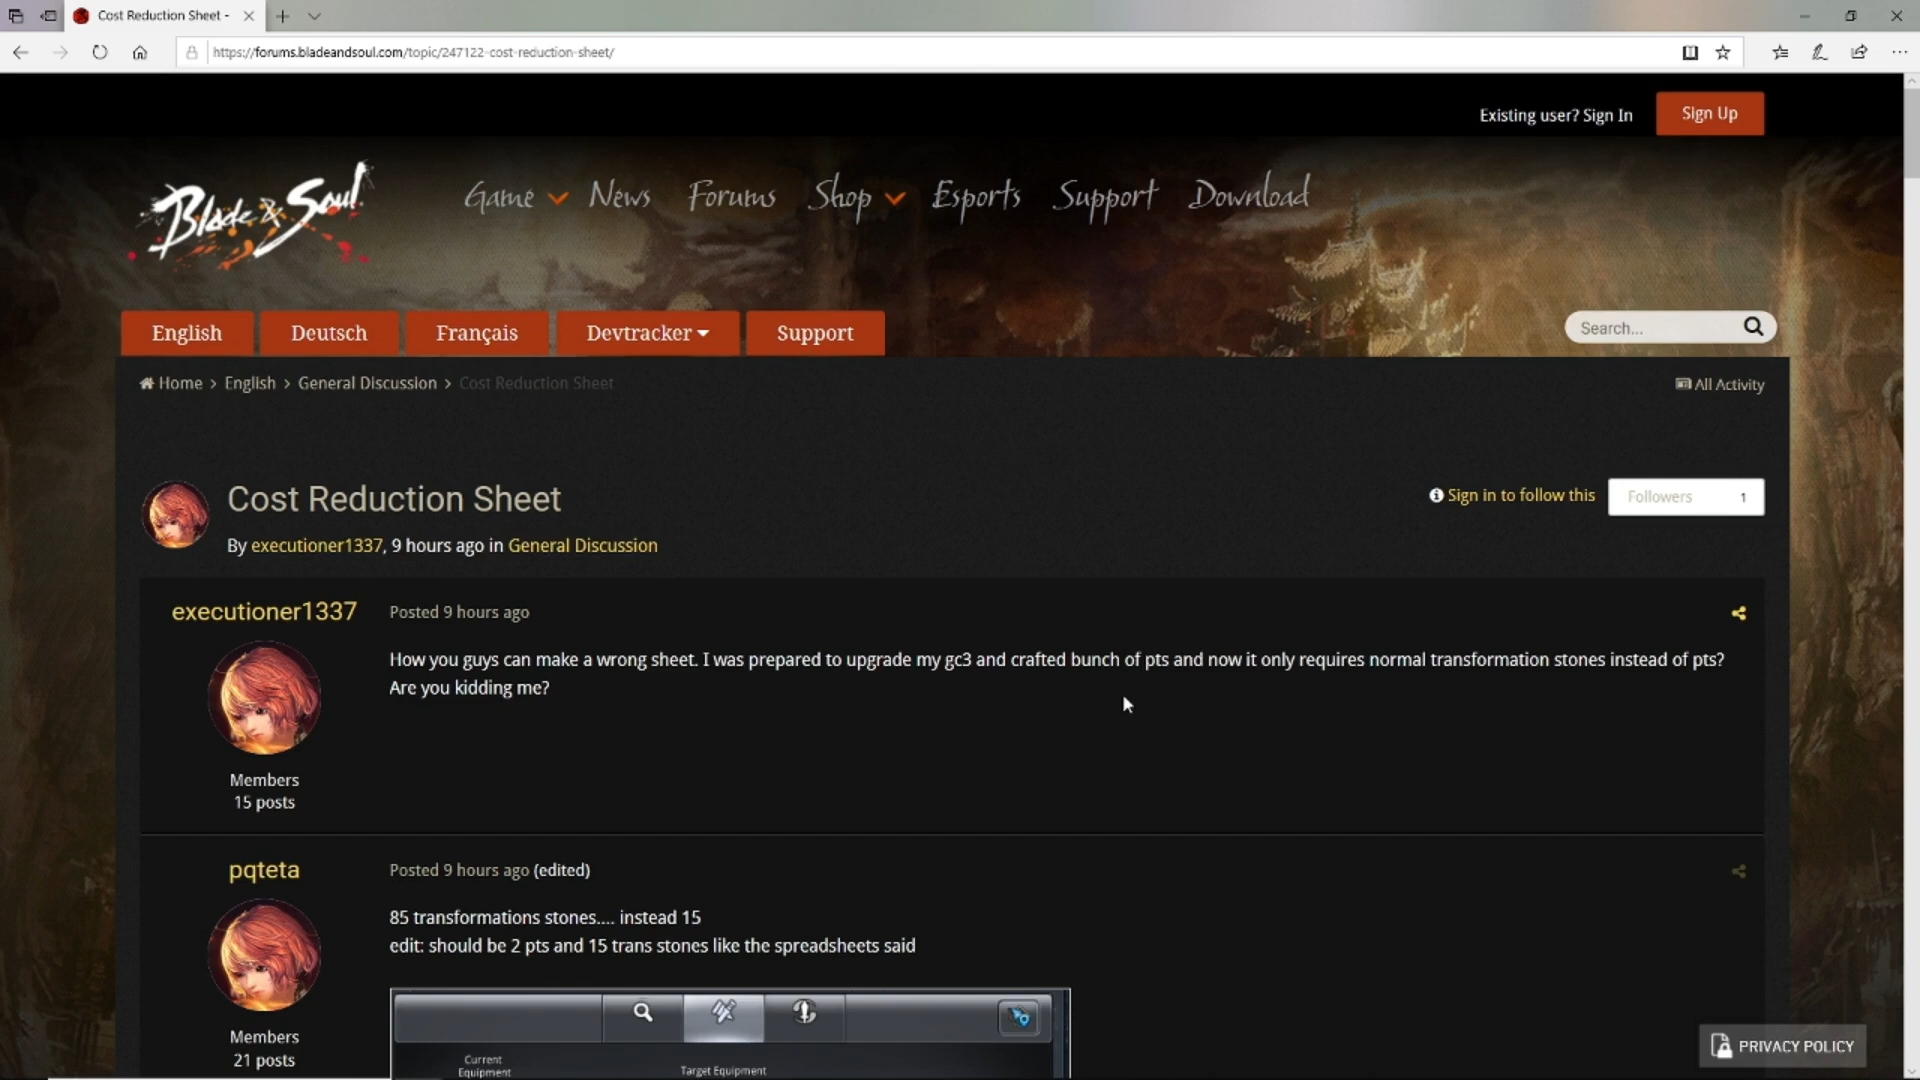 Cost Reduction Sheet -
https://forums.bladeandsoul.com/topic/247122-cost-reduction-sheet/
Existing user? Sign In
Sign Up
Blade & Soul
Game
News
Forums
Shop
Esports
Support
Download
English
Deutsch
Français
Devtracker
Support
Search...
Home > English > General Discussion > Cost Reduction Sheet
All Activity
Cost Reduction Sheet
Sign in to follow this
Followers
1
By executioner1337, 9 hours ago in General Discussion
executioner1337
Posted 9 hours ago
How you guys can make a wrong sheet. I was prepared to upgrade my gc3 and crafted bunch of pts and now it only requires normal transformation stones instead of pts?
Are you kidding me?
Members
15 posts
pqteta
Posted 9 hours ago (edited)
85 transformations stones.... instead 15
edit: should be 2 pts and 15 trans stones like the spreadsheets said
Members
21 posts
Current
Equipment
Target Equipment
PRIVACY POLICY